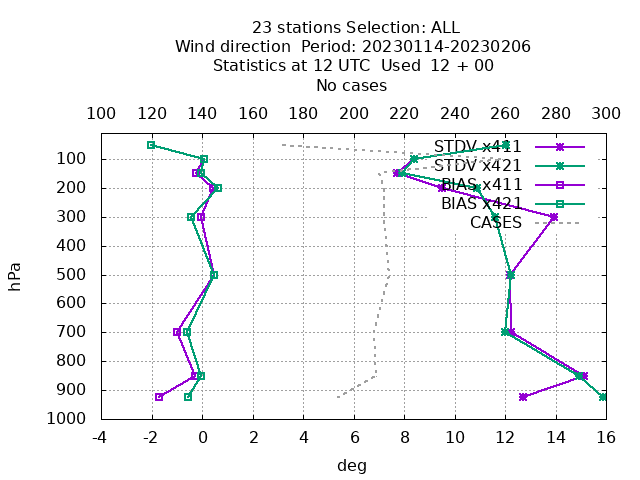 23 stations Selection: ALL
Wind direction  Period: 20230114-20230206
Statistics at 12 UTC  Used  12 + 00
No cases
100 120 140 160 180 200 220 240 260 280 300
STDV x411
STDV x421
BIAS x411
BIAS x421
CASES
hPa
100
200
300
400
500
600
700
800
900
1000
-4 -2 0 2 4 6 8 10 12 14 16
deg